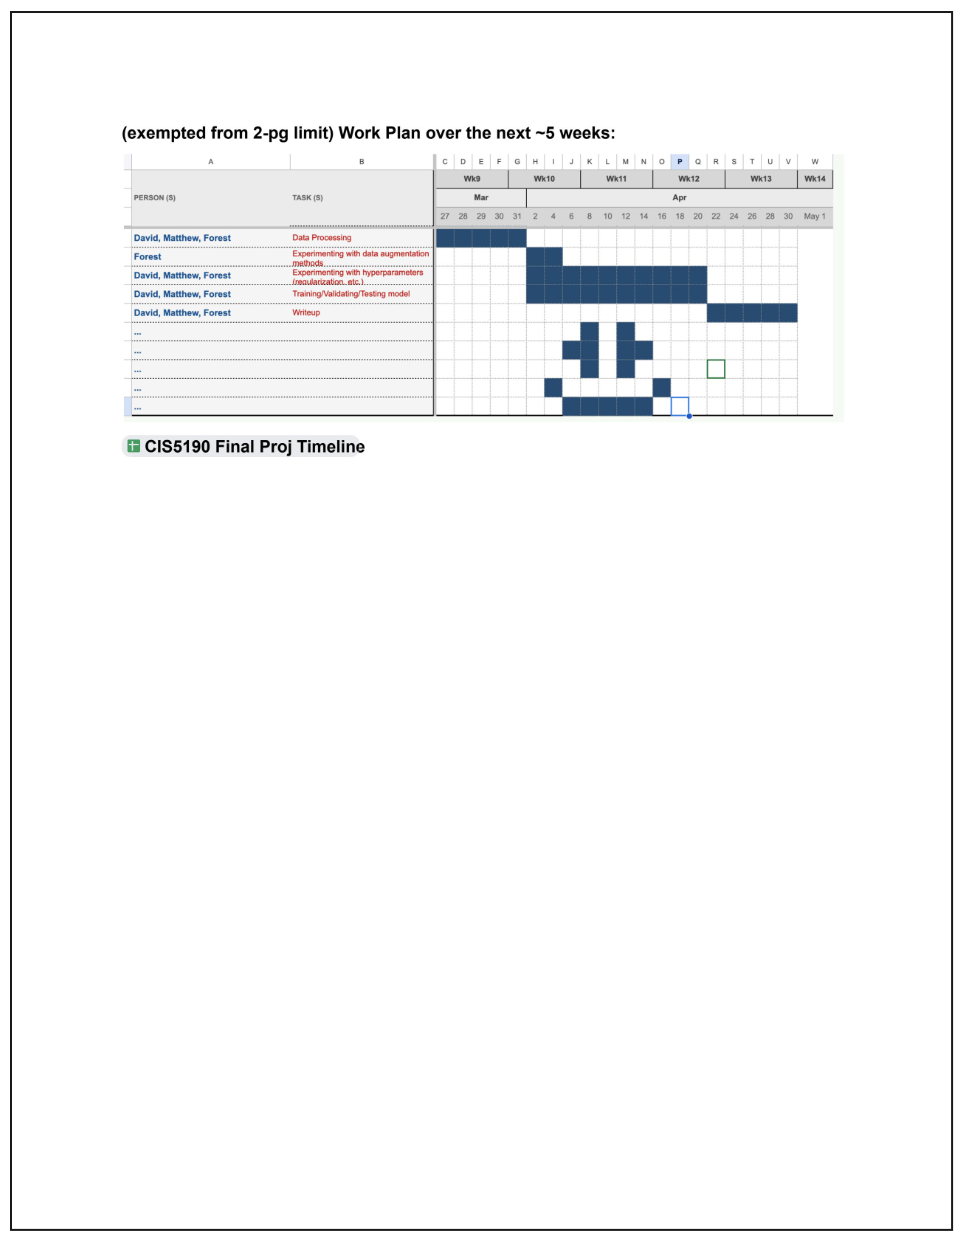 (exempted from 2-pg limit) Work Plan over the next ~5 weeks:
A B C D E F G H I J K L M N O P Q R S T U V W
Wk9 Wk10 Wk11 Wk12 Wk13 Wk14
PERSON (S) TASK (S) Mar Apr
27 28 29 30 31 2 4 6 8 10 12 14 16 18 20 22 24 26 28 30 May 1
David, Matthew, Forest Data Processing
Forest Experimenting with data augmentation
methods
David, Matthew, Forest Experimenting with hyperparameters
(regularization, etc.)
David, Matthew, Forest Training/Validating/Testing model
David, Matthew, Forest Writeup
...
...
...
...
...
CIS5190 Final Proj Timeline